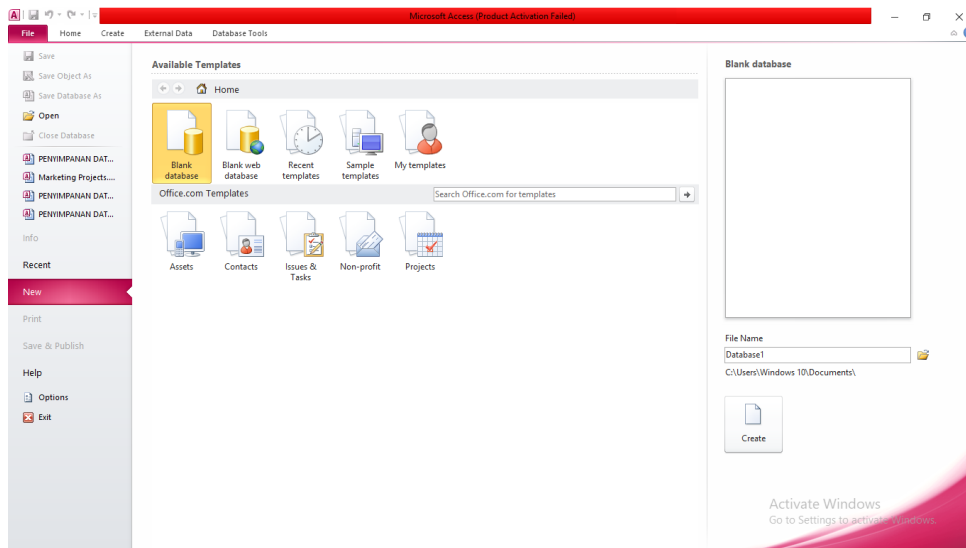 Microsoft Access (Product Activation Failed)
File Home Create External Data Database Tools
Save
Save Object As
Save Database As
Open
Close Database
PENYIMPANAN DAT...
Marketing Projects....
PENYIMPANAN DAT...
PENYIMPANAN DAT...
Info
Recent
New
Print
Save & Publish
Help
Options
Exit
Available Templates
Home
Blank database
Blank web database
Recent templates
Sample templates
My templates
Office.com Templates
Search Office.com for templates
Assets
Contacts
Issues & Tasks
Non-profit
Projects
Blank database
File Name
Database1
C:\Users\Windows 10\Documents\
Create
Activate Windows
Go to Settings to activate Windows.